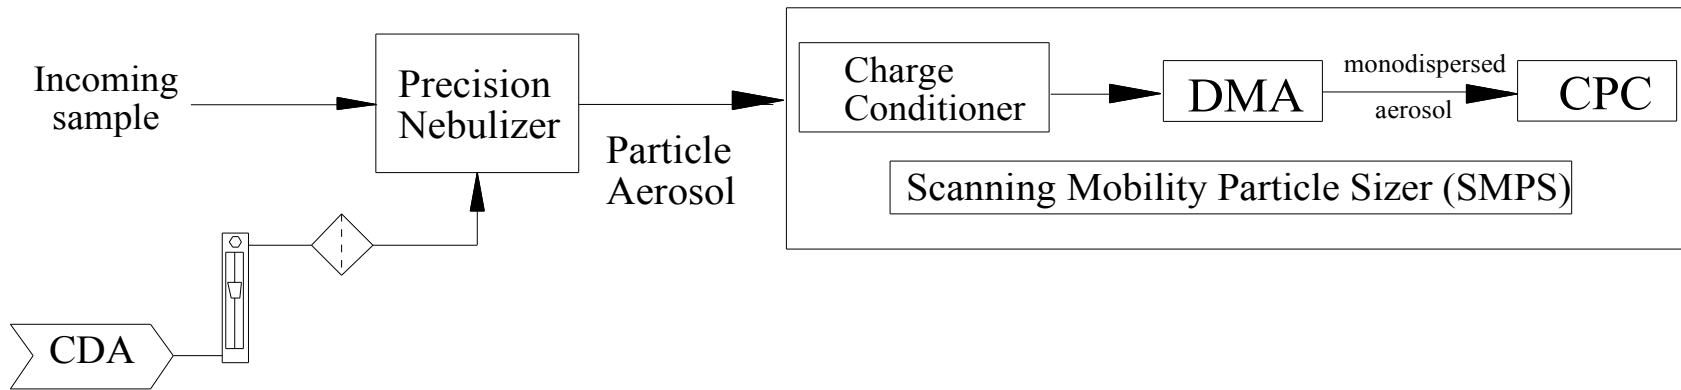 Incoming
sample
Precision
Nebulizer
Particle
Aerosol
Charge
Conditioner
DMA
monodispersed
aerosol
CPC
Scanning Mobility Particle Sizer (SMPS)
CDA